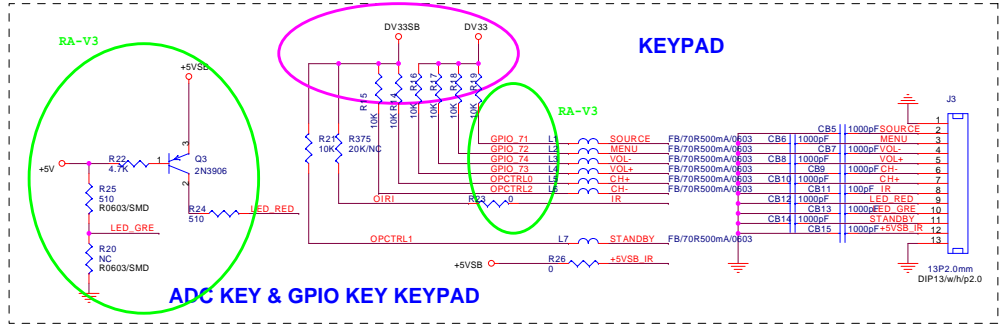 RA-V3
DV33SB
DV33
KEYPAD
+5VSB
R15
10K
R14
10K
R16
10K
R17
10K
R18
10K
R19
10K
RA-V3
J3
R21
10K
R375
20K/NC
GPIO_71
L1
SOURCE
FB/70R500mA/0603
CB5
1000pF
SOURCE
1
2
GPIO_72
L2
MENU
FB/70R500mA/0603
CB6
1000pF
MENU
3
GPIO_74
L3
VOL-
FB/70R500mA/0603
CB7
1000pF
VOL-
4
GPIO_73
L4
VOL+
FB/70R500mA/0603
CB8
1000pF
VOL+
5
OPCTRL0
L5
CH+
FB/70R500mA/0603
CB9
1000pF
CH-
6
OPCTRL2
L6
CH-
FB/70R500mA/0603
CB10
1000pF
CH+
7
OIRI
R23
0
IR
CB11
100pF
IR
8
CB12
1000pF
LED_RED
9
CB13
1000pF
LED_GRE
10
CB14
1000pF
STANDBY
11
CB15
1000pF
+5VSB_IR
12
13
OPCTRL1
L7
STANDBY
FB/70R500mA/0603
+5VSB
R26
0
+5VSB_IR
13P2.0mm
DIP13/w/h/p2.0
+5V
R22
4.7K
1
3
2
Q3
2N3906
R25
510
R0603/SMD
R24
510
LED_RED
LED_GRE
R20
NC
R0603/SMD
ADC KEY & GPIO KEY KEYPAD